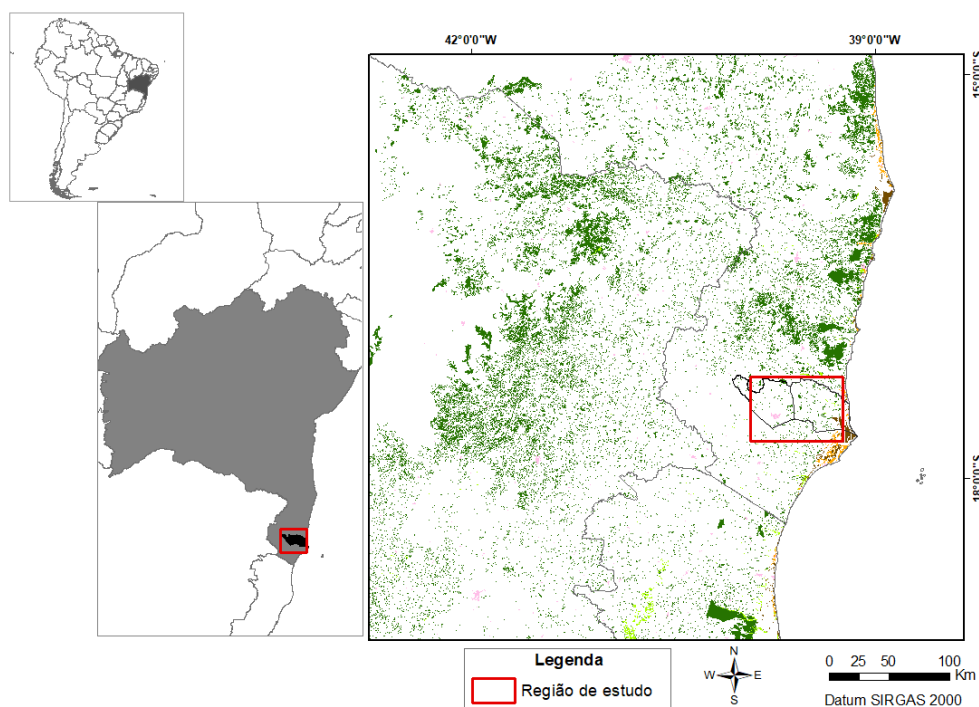 42°0'0"W
39°0'0"W
15°0'0"S
18°0'0"S
Legenda
Região de estudo
N
W
E
S
0 25 50 100
Km
Datum SIRGAS 2000